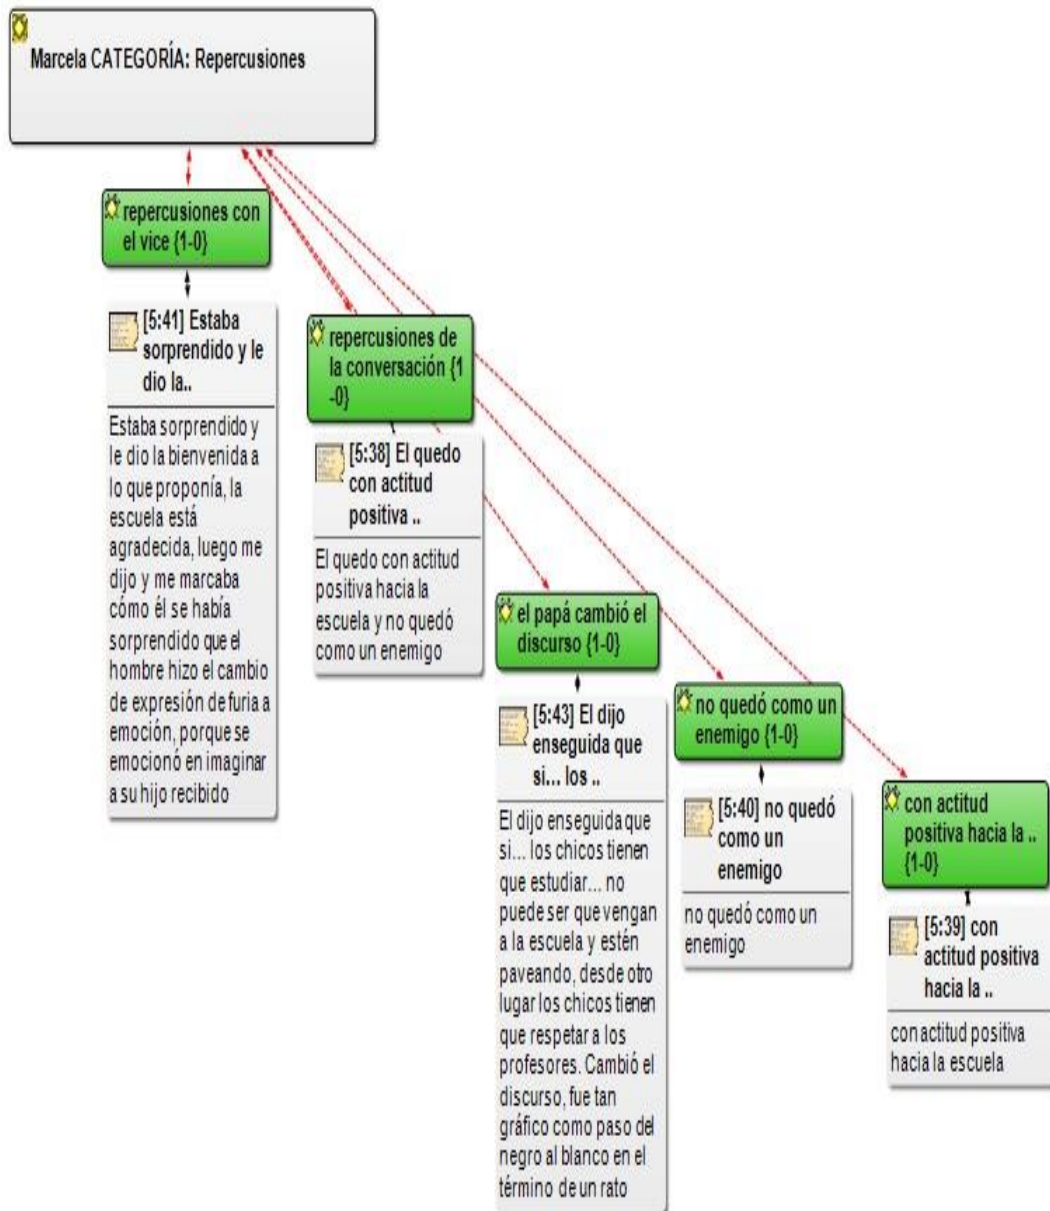 Marcela CATEGORÍA: Repercusiones
repercusiones con
el vice {1-0}
[5:41] Estaba
sorprendido y le
dio la..
Estaba sorprendido y
le dio la bienvenida a
lo que proponía, la
escuela está
agradecida, luego me
dijo y me marcaba
cómo él se había
sorprendido que el
hombre hizo el cambio
de expresión de furia a
emoción, porque se
emocionó en imaginar
a su hijo recibido
repercusiones de
la conversación {1
-0}
[5:38] El quedo
con actitud
positiva ..
El quedo con actitud
positiva hacia la
escuela y no quedó
como un enemigo
el papá cambió el
discurso {1-0}
[5:43] El dijo
enseguida que
si... los ..
El dijo enseguida que
si... los chicos tienen
que estudiar... no
puede ser que vengan
a la escuela y estén
paveando, desde otro
lugar los chicos tienen
que respetar a los
profesores. Cambió el
discurso, fue tan
gráfico como paso del
negro al blanco en el
término de un rato
no quedó como un
enemigo {1-0}
[5:40] no quedó
como un
enemigo
no quedó como un
enemigo
con actitud
positiva hacia la ..
{1-0}
[5:39] con
actitud positiva
hacia la ..
con actitud positiva
hacia la escuela